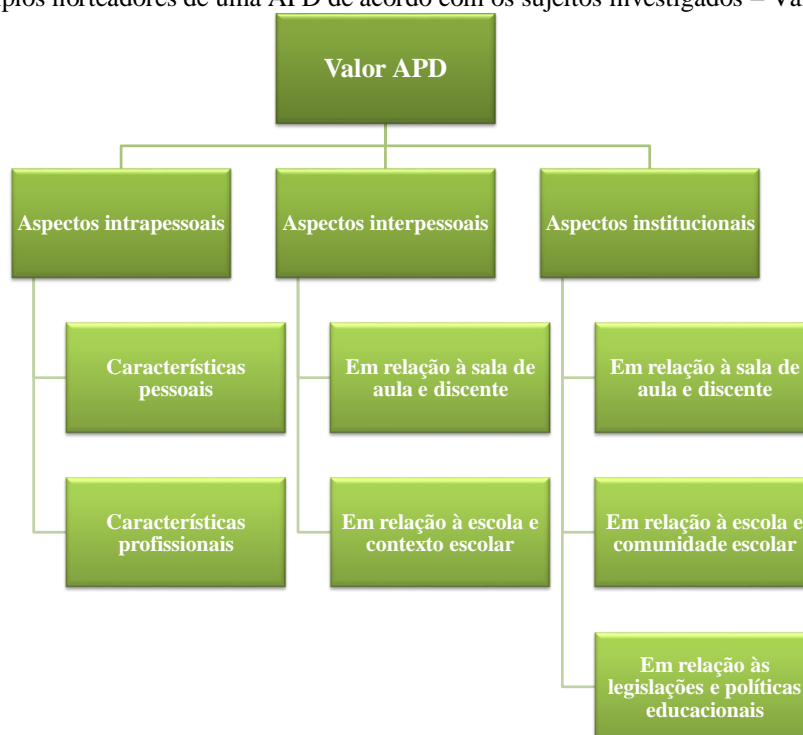 norteadores de uma APD de acordo com os sujeitos investigados –
Valor APD
Aspectos intrapessoais
Aspectos interpessoais
Aspectos institucionais
Características
pessoais
Em relação à sala de
aula e discente
Em relação à sala de
aula e discente
Características
profissionais
Em relação à escola e
contexto escolar
Em relação à escola e
comunidade escolar
Em relação às
legislações e políticas
educacionais